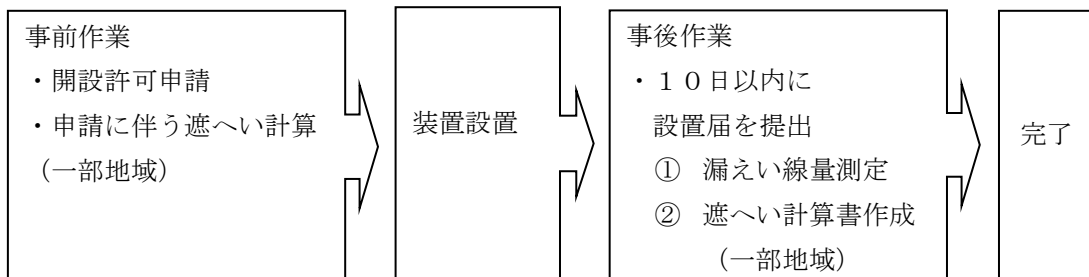 事前作業
・開設許可申請
・申請に伴う遮へい計算
（一部地域）
装置設置
事後作業
・１０日以内に
設置届を提出
① 漏えい線量測定
② 遮へい計算書作成
（一部地域）
完了